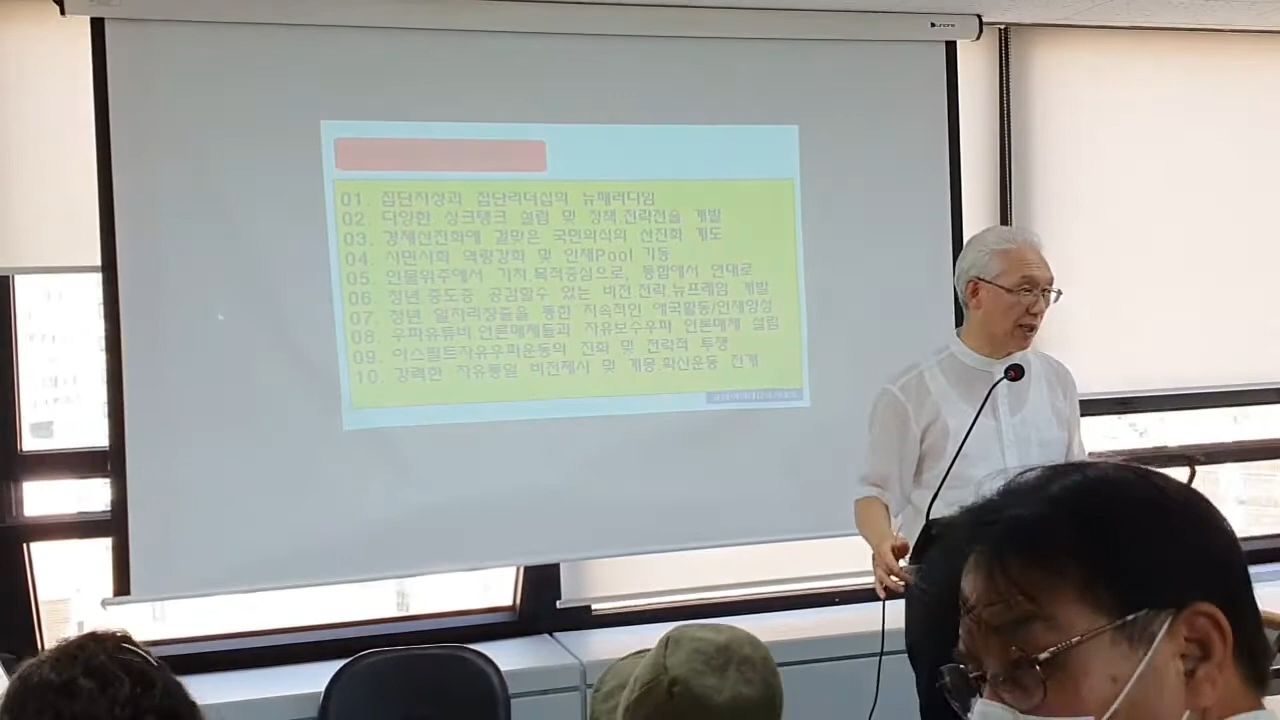 01. 집단지성과 집단리더십의 뉴패러다임
02. 다양한 싱크탱크 설립 및 정책.전략전술 개발
03. 경제선진화에 걸맞은 국민의식의 선진화 계도
04. 시민사회 역량강화 및 인재Pool 가동
05. 인물위주에서 가치.목적중심으로, 통합에서 연대로
06. 청년.중도층 공감할수 있는 비전.전략.뉴프레임 개발
07. 청년 일자리창출을 통한 지속적인 애국활동/인재양성
08. 우파유튜버.언론매체들과 자유보수우파 언론매체 설립
09. 아스팔트자유우파운동의 진화 및 전략적 투쟁
10. 강력한 자유통일 비전제시 및 계몽.확산운동 전개